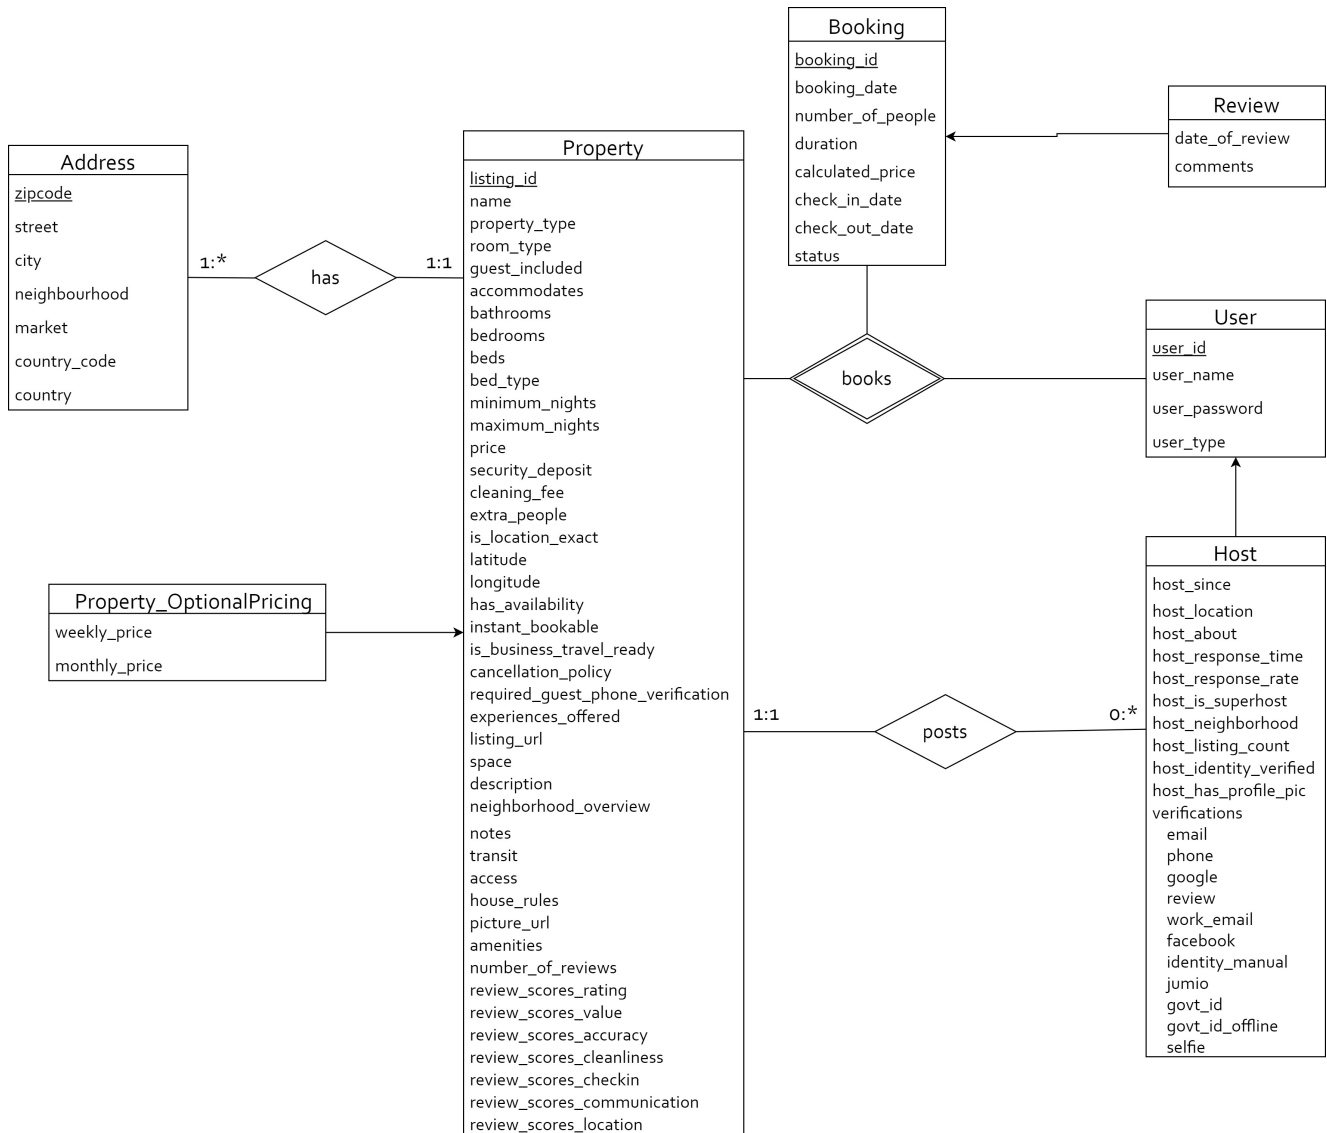 Booking
booking_id
booking_date
number_of_people
duration
calculated_price
check_in_date
check_out_date
status
Review
date_of_review
comments
Address
zipcode
street
city
neighbourhood
market
country_code
country
1:*
has
1:1
Property
listing_id
name
property_type
room_type
guest_included
accommodates
bathrooms
bedrooms
beds
bed_type
minimum_nights
maximum_nights
price
security_deposit
cleaning_fee
extra_people
is_location_exact
latitude
longitude
has_availability
instant_bookable
is_business_travel_ready
cancellation_policy
required_guest_phone_verification
experiences_offered
listing_url
space
description
neighborhood_overview
notes
transit
access
house_rules
picture_url
amenities
number_of_reviews
review_scores_rating
review_scores_value
review_scores_accuracy
review_scores_cleanliness
review_scores_checkin
review_scores_communication
review_scores_location
books
User
user_id
user_name
user_password
user_type
Property_OptionalPricing
weekly_price
monthly_price
1:1
posts
0:*
Host
host_since
host_location
host_about
host_response_time
host_response_rate
host_is_superhost
host_neighborhood
host_listing_count
host_identity_verified
host_has_profile_pic
verifications
email
phone
google
review
work_email
facebook
identity_manual
jumio
govt_id
govt_id_offline
selfie